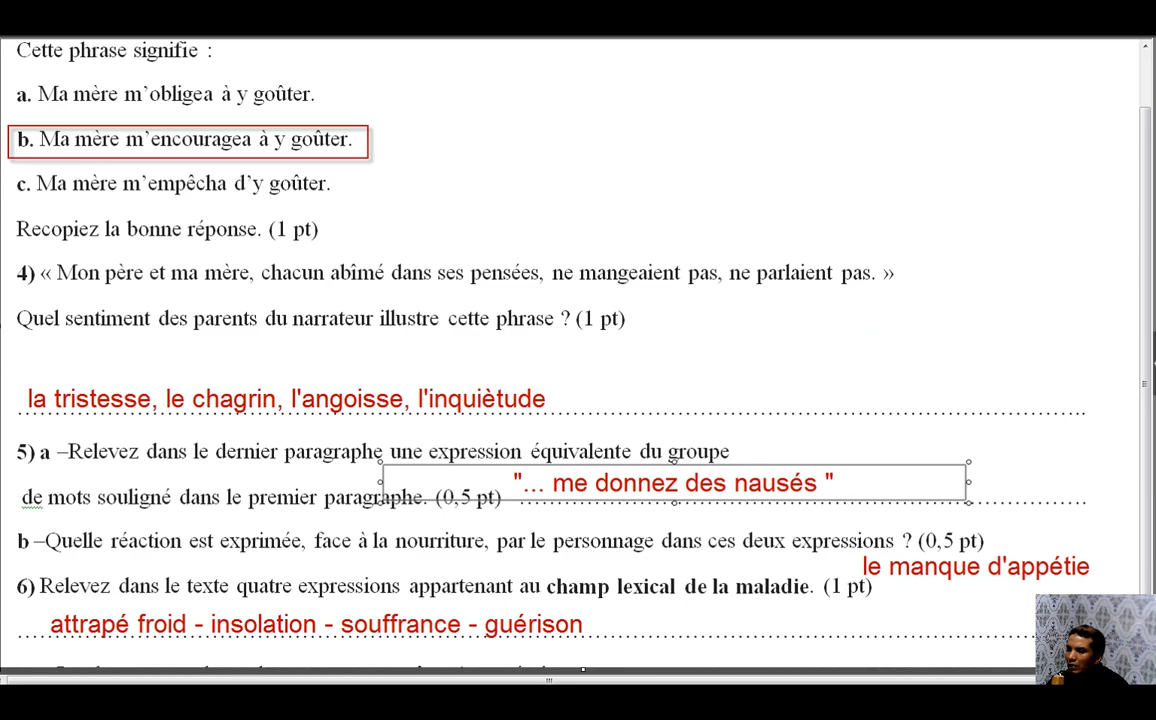 Cette phrase signifie :
a. Ma mère m'obligea à y goûter.
b. Ma mère m'encouragea à y goûter.
c. Ma mère m'empêcha d'y goûter.
Recopiez la bonne réponse. (1 pt)
4) « Mon père et ma mère, chacun abîmé dans ses pensées, ne mangeaient pas, ne parlaient pas. »
Quel sentiment des parents du narrateur illustre cette phrase ? (1 pt)
la tristesse, le chagrin, l'angoisse, l'inquiètude
5) a –Relevez dans le dernier paragraphe une expression équivalente du groupe
"... me donnez des nausés "
de mots souligné dans le premier paragraphe. (0,5 pt)
b –Quelle réaction est exprimée, face à la nourriture, par le personnage dans ces deux expressions ? (0,5 pt)
le manque d'appétie
6) Relevez dans le texte quatre expressions appartenant au champ lexical de la maladie. (1 pt)
attrapé froid - insolation - souffrance - guérison